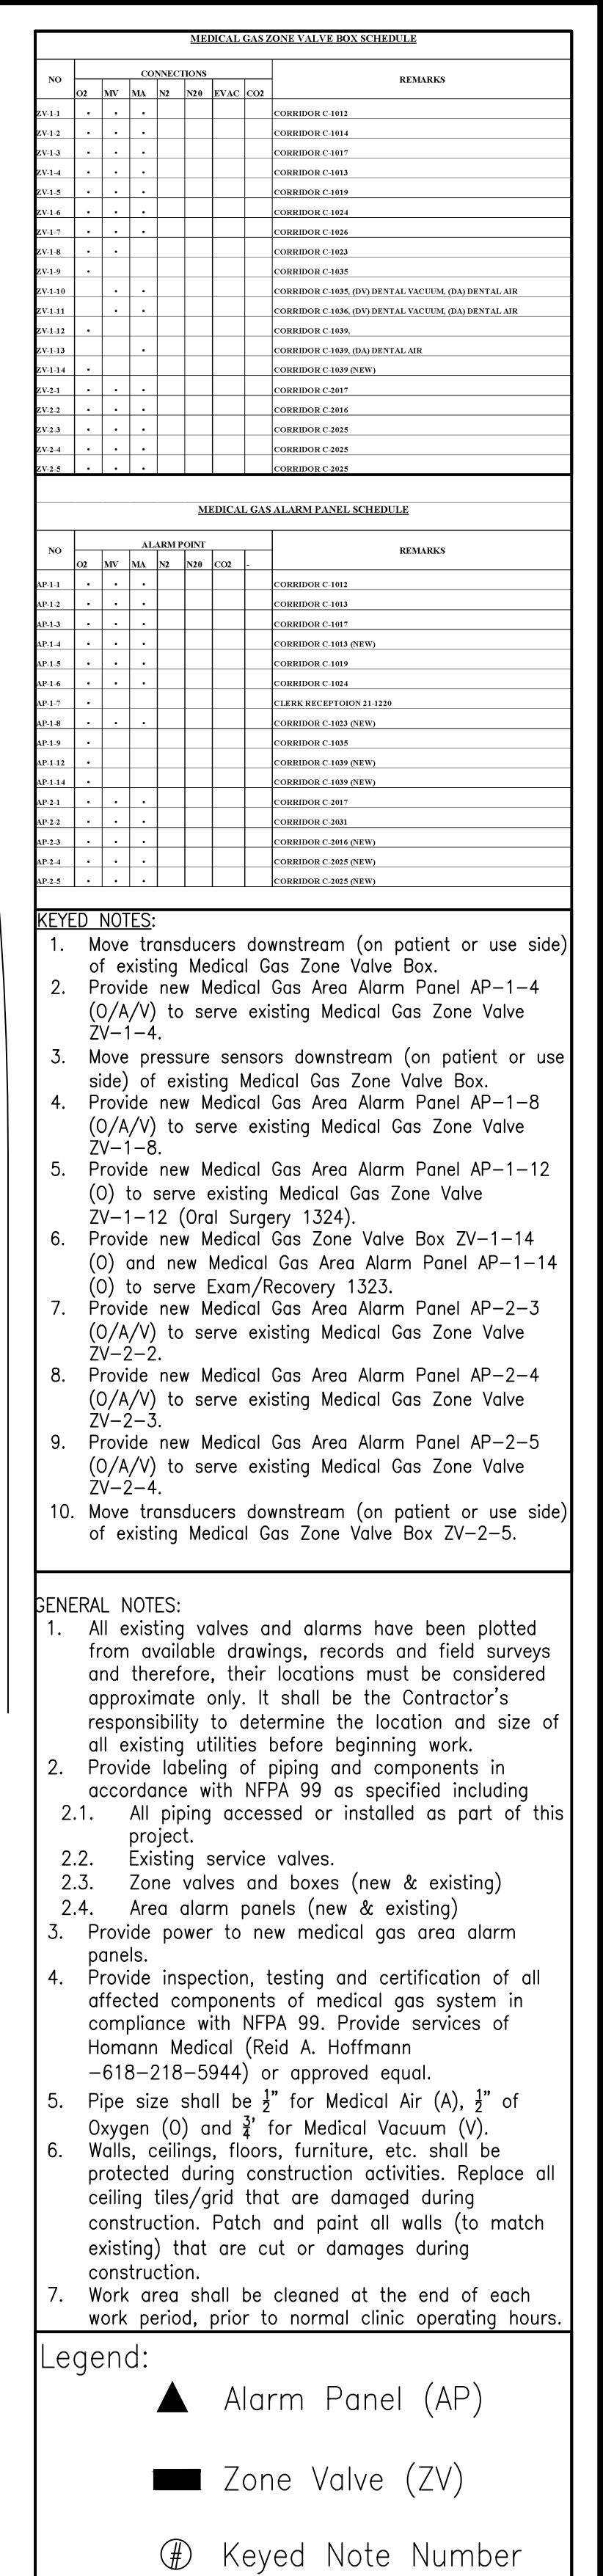 MEDICAL GAS ZONE VALVE BOX SCHEDULE
NO CONNECTIONS REMARKS
O2 MV MA N2 N20 EVAC CO2
ZV-1-1 • • • CORRIDOR C-1012
ZV-1-2 • • • CORRIDOR C-1014
ZV-1-3 • • • CORRIDOR C-1017
ZV-1-4 • • • CORRIDOR C-1013
ZV-1-5 • • • CORRIDOR C-1019
ZV-1-6 • • • CORRIDOR C-1024
ZV-1-7 • • • CORRIDOR C-1026
ZV-1-8 • • CORRIDOR C-1023
ZV-1-9 • CORRIDOR C-1035
ZV-1-10 • • CORRIDOR C-1035, (DV) DENTAL VACUUM, (DA) DENTAL AIR
ZV-1-11 • • CORRIDOR C-1036, (DV) DENTAL VACUUM, (DA) DENTAL AIR
ZV-1-12 • CORRIDOR C-1039,
ZV-1-13 • CORRIDOR C-1039, (DA) DENTAL AIR
ZV-1-14 • CORRIDOR C-1039 (NEW)
ZV-2-1 • • • CORRIDOR C-2017
ZV-2-2 • • • CORRIDOR C-2016
ZV-2-3 • • • CORRIDOR C-2025
ZV-2-4 • • • CORRIDOR C-2025
ZV-2-5 • • • CORRIDOR C-2025
MEDICAL GAS ALARM PANEL SCHEDULE
NO ALARM POINT REMARKS
O2 MV MA N2 N20 CO2 -
AP-1-1 • • • CORRIDOR C-1012
AP-1-2 • • • CORRIDOR C-1013
AP-1-3 • • • CORRIDOR C-1017
AP-1-4 • • • CORRIDOR C-1013 (NEW)
AP-1-5 • • • CORRIDOR C-1019
AP-1-6 • • • CORRIDOR C-1024
AP-1-7 • CLERK RECEPTOION 21-1220
AP-1-8 • • • CORRIDOR C-1023 (NEW)
AP-1-9 • CORRIDOR C-1035
AP-1-12 • CORRIDOR C-1039 (NEW)
AP-1-14 • CORRIDOR C-1039 (NEW)
AP-2-1 • • • CORRIDOR C-2017
AP-2-2 • • • CORRIDOR C-2031
AP-2-3 • • • CORRIDOR C-2016 (NEW)
AP-2-4 • • • CORRIDOR C-2025 (NEW)
AP-2-5 • • • CORRIDOR C-2025 (NEW)
KEYED NOTES:
1. Move transducers downstream (on patient or use side)
of existing Medical Gas Zone Valve Box.
2. Provide new Medical Gas Area Alarm Panel AP-1-4
(O/A/V) to serve existing Medical Gas Zone Valve
ZV-1-4.
3. Move pressure sensors downstream (on patient or use
side) of existing Medical Gas Zone Valve Box.
4. Provide new Medical Gas Area Alarm Panel AP-1-8
(O/A/V) to serve existing Medical Gas Zone Valve
ZV-1-8.
5. Provide new Medical Gas Area Alarm Panel AP-1-12
(O) to serve existing Medical Gas Zone Valve
ZV-1-12 (Oral Surgery 1324).
6. Provide new Medical Gas Zone Valve Box ZV-1-14
(O) and new Medical Gas Area Alarm Panel AP-1-14
(O) to serve Exam/Recovery 1323.
7. Provide new Medical Gas Area Alarm Panel AP-2-3
(O/A/V) to serve existing Medical Gas Zone Valve
ZV-2-2.
8. Provide new Medical Gas Area Alarm Panel AP-2-4
(O/A/V) to serve existing Medical Gas Zone Valve
ZV-2-3.
9. Provide new Medical Gas Area Alarm Panel AP-2-5
(O/A/V) to serve existing Medical Gas Zone Valve
ZV-2-4.
10. Move transducers downstream (on patient or use side)
of existing Medical Gas Zone Valve Box ZV-2-5.
GENERAL NOTES:
1. All existing valves and alarms have been plotted
from available drawings, records and field surveys
and therefore, their locations must be considered
approximate only. It shall be the Contractor's
responsibility to determine the location and size of
all existing utilities before beginning work.
2. Provide labeling of piping and components in
accordance with NFPA 99 as specified including
2.1. All piping accessed or installed as part of this
project.
2.2. Existing service valves.
2.3. Zone valves and boxes (new & existing)
2.4. Area alarm panels (new & existing)
3. Provide power to new medical gas area alarm
panels.
4. Provide inspection, testing and certification of all
affected components of medical gas system in
compliance with NFPA 99. Provide services of
Homann Medical (Reid A. Hoffmann
-618-218-5944) or approved equal.
5. Pipe size shall be 1/2" for Medical Air (A), 1/2" of
Oxygen (O) and 3/4' for Medical Vacuum (V).
6. Walls, ceilings, floors, furniture, etc. shall be
protected during construction activities. Replace all
ceiling tiles/grid that are damaged during
construction. Patch and paint all walls (to match
existing) that are cut or damages during
construction.
7. Work area shall be cleaned at the end of each
work period, prior to normal clinic operating hours.
Legend:
Alarm Panel (AP)
Zone Valve (ZV)
# Keyed Note Number